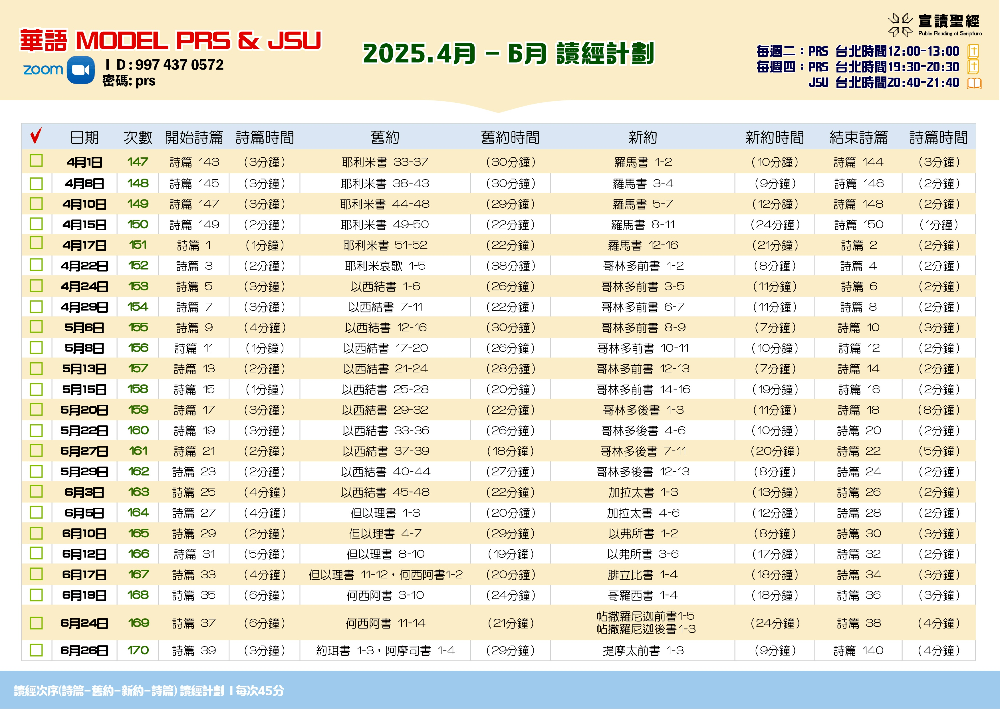 華語 MODEL PRS & JSU
zoom
ID:997 437 0572
密碼: prs
2025.4月 - 6月 讀經計劃
宣讀聖經
Public Reading of Scripture
每週二：PRS 台北時間12:00-13:00
每週四：PRS 台北時間19:30-20:30
JSU 台北時間20:40-21:40
日期 次數 開始詩篇 詩篇時間 舊約 舊約時間 新約 新約時間 結束詩篇 詩篇時間
4月1日 147 詩篇 143 (3分鐘) 耶利米書 33-37 (30分鐘) 羅馬書 1-2 (10分鐘) 詩篇 144 (3分鐘)
4月8日 148 詩篇 145 (3分鐘) 耶利米書 38-43 (30分鐘) 羅馬書 3-4 (9分鐘) 詩篇 146 (2分鐘)
4月10日 149 詩篇 147 (3分鐘) 耶利米書 44-48 (29分鐘) 羅馬書 5-7 (12分鐘) 詩篇 148 (2分鐘)
4月15日 150 詩篇 149 (2分鐘) 耶利米書 49-50 (22分鐘) 羅馬書 8-11 (24分鐘) 詩篇 150 (1分鐘)
4月17日 151 詩篇 1 (1分鐘) 耶利米書 51-52 (22分鐘) 羅馬書 12-16 (21分鐘) 詩篇 2 (2分鐘)
4月22日 152 詩篇 3 (2分鐘) 耶利米哀歌 1-5 (38分鐘) 哥林多前書 1-2 (8分鐘) 詩篇 4 (2分鐘)
4月24日 153 詩篇 5 (3分鐘) 以西結書 1-6 (26分鐘) 哥林多前書 3-5 (11分鐘) 詩篇 6 (2分鐘)
4月29日 154 詩篇 7 (3分鐘) 以西結書 7-11 (22分鐘) 哥林多前書 6-7 (11分鐘) 詩篇 8 (2分鐘)
5月6日 155 詩篇 9 (4分鐘) 以西結書 12-16 (30分鐘) 哥林多前書 8-9 (7分鐘) 詩篇 10 (3分鐘)
5月8日 156 詩篇 11 (1分鐘) 以西結書 17-20 (26分鐘) 哥林多前書 10-11 (10分鐘) 詩篇 12 (2分鐘)
5月13日 157 詩篇 13 (2分鐘) 以西結書 21-24 (28分鐘) 哥林多前書 12-13 (7分鐘) 詩篇 14 (2分鐘)
5月15日 158 詩篇 15 (1分鐘) 以西結書 25-28 (20分鐘) 哥林多前書 14-16 (19分鐘) 詩篇 16 (2分鐘)
5月20日 159 詩篇 17 (3分鐘) 以西結書 29-32 (22分鐘) 哥林多後書 1-3 (11分鐘) 詩篇 18 (8分鐘)
5月22日 160 詩篇 19 (3分鐘) 以西結書 33-36 (26分鐘) 哥林多後書 4-6 (10分鐘) 詩篇 20 (2分鐘)
5月27日 161 詩篇 21 (2分鐘) 以西結書 37-39 (18分鐘) 哥林多後書 7-11 (20分鐘) 詩篇 22 (5分鐘)
5月29日 162 詩篇 23 (2分鐘) 以西結書 40-44 (27分鐘) 哥林多後書 12-13 (8分鐘) 詩篇 24 (2分鐘)
6月3日 163 詩篇 25 (4分鐘) 以西結書 45-48 (22分鐘) 加拉太書 1-3 (13分鐘) 詩篇 26 (2分鐘)
6月5日 164 詩篇 27 (4分鐘) 但以理書 1-3 (20分鐘) 加拉太書 4-6 (12分鐘) 詩篇 28 (2分鐘)
6月10日 165 詩篇 29 (2分鐘) 但以理書 4-7 (29分鐘) 以弗所書 1-2 (8分鐘) 詩篇 30 (3分鐘)
6月12日 166 詩篇 31 (5分鐘) 但以理書 8-10 (19分鐘) 以弗所書 3-6 (17分鐘) 詩篇 32 (2分鐘)
6月17日 167 詩篇 33 (4分鐘) 但以理書 11-12，何西阿書1-2 (20分鐘) 腓立比書 1-4 (18分鐘) 詩篇 34 (3分鐘)
6月19日 168 詩篇 35 (6分鐘) 何西阿書 3-10 (24分鐘) 哥羅西書 1-4 (18分鐘) 詩篇 36 (3分鐘)
6月24日 169 詩篇 37 (6分鐘) 何西阿書 11-14 (21分鐘) 帖撒羅尼迦前書1-5 (24分鐘) 詩篇 38 (4分鐘)
帖撒羅尼迦後書1-3
6月26日 170 詩篇 39 (3分鐘) 約珥書 1-3，阿摩司書 1-4 (29分鐘) 提摩太前書 1-3 (9分鐘) 詩篇 140 (4分鐘)
讀經次序(詩篇-舊約-新約-詩篇) 讀經計劃 | 每次45分